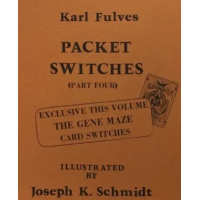 Karl Fulves
PACKET
SWITCHES
(PART FOUR)
EXCLUSIVE THIS VOLUME
THE GENE MAZE
CARD SWITCHES
ILLUSTRATED
BY
Joseph K. Schmidt